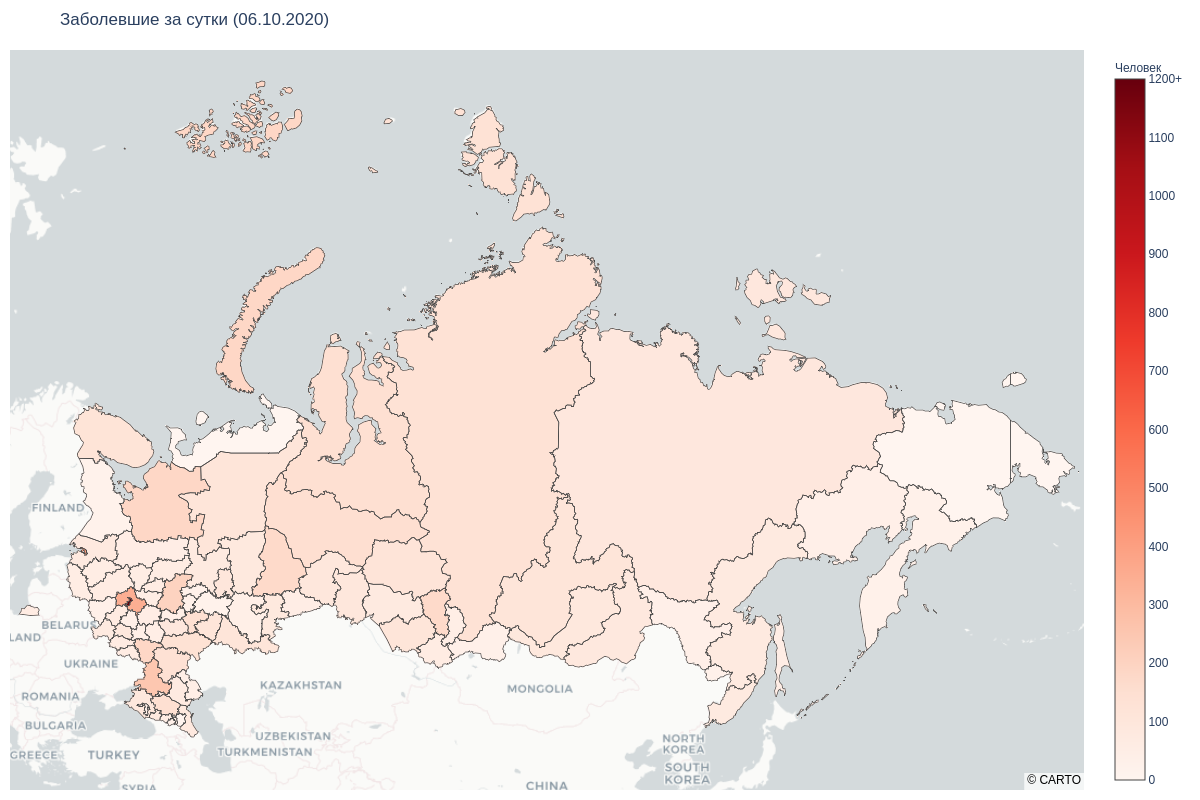 Заболевшие за сутки (06.10.2020)
Человек
1200+
1100
1000
900
800
700
600
500
400
300
200
100
0
FINLAND
BELARUS
LAND
UKRAINE
ROMANIA
BULGARIA
GREECE
TURKEY
SYRIA
KAZAKHSTAN
UZBEKISTAN
TURKMENISTAN
MONGOLIA
CHINA
NORTH
KOREA
SOUTH
KOREA
© CARTO